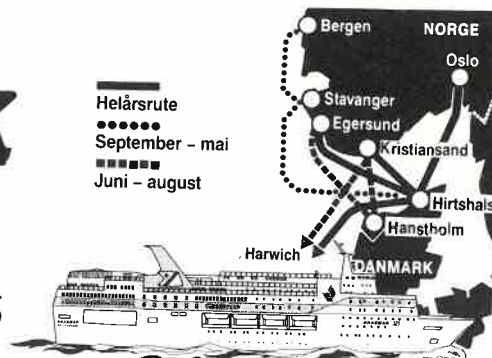 Bergen
NORGE
Oslo
Helårsrute
Stavanger
Egersund
September – mai
Kristiansand
Juni – august
Hirtshals
Hanstholm
Harwich
DANMARK